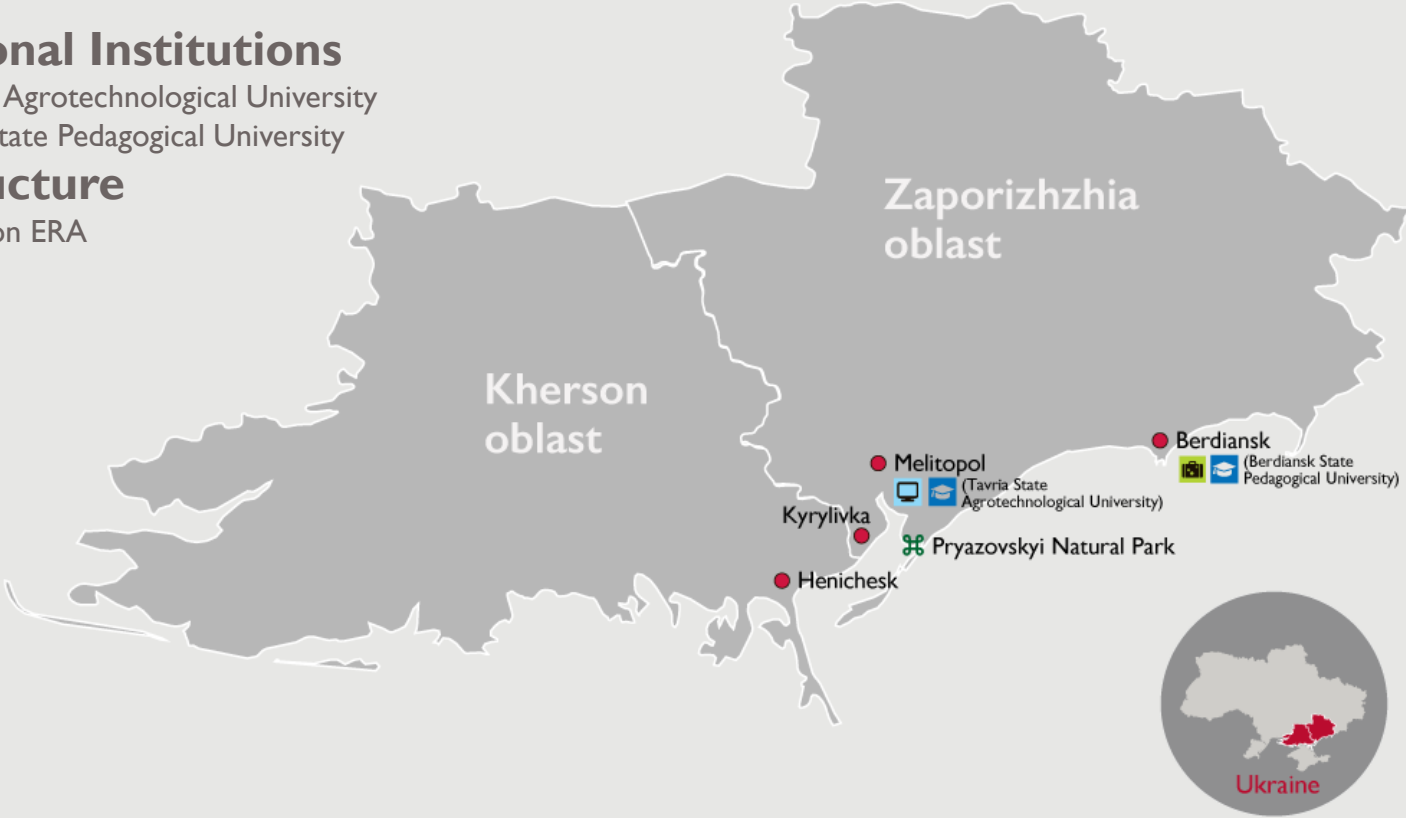 onal Institutions
Agrotechnological University
tate Pedagogical University
ucture
on ERA
Zaporizhzhia
oblast
Kherson
oblast
Berdiansk
(Berdiansk State
Pedagogical University)
Melitopol
(Tavria State
Agrotechnological University)
Kyrylivka
Pryazovskyi Natural Park
Henichesk
Ukraine